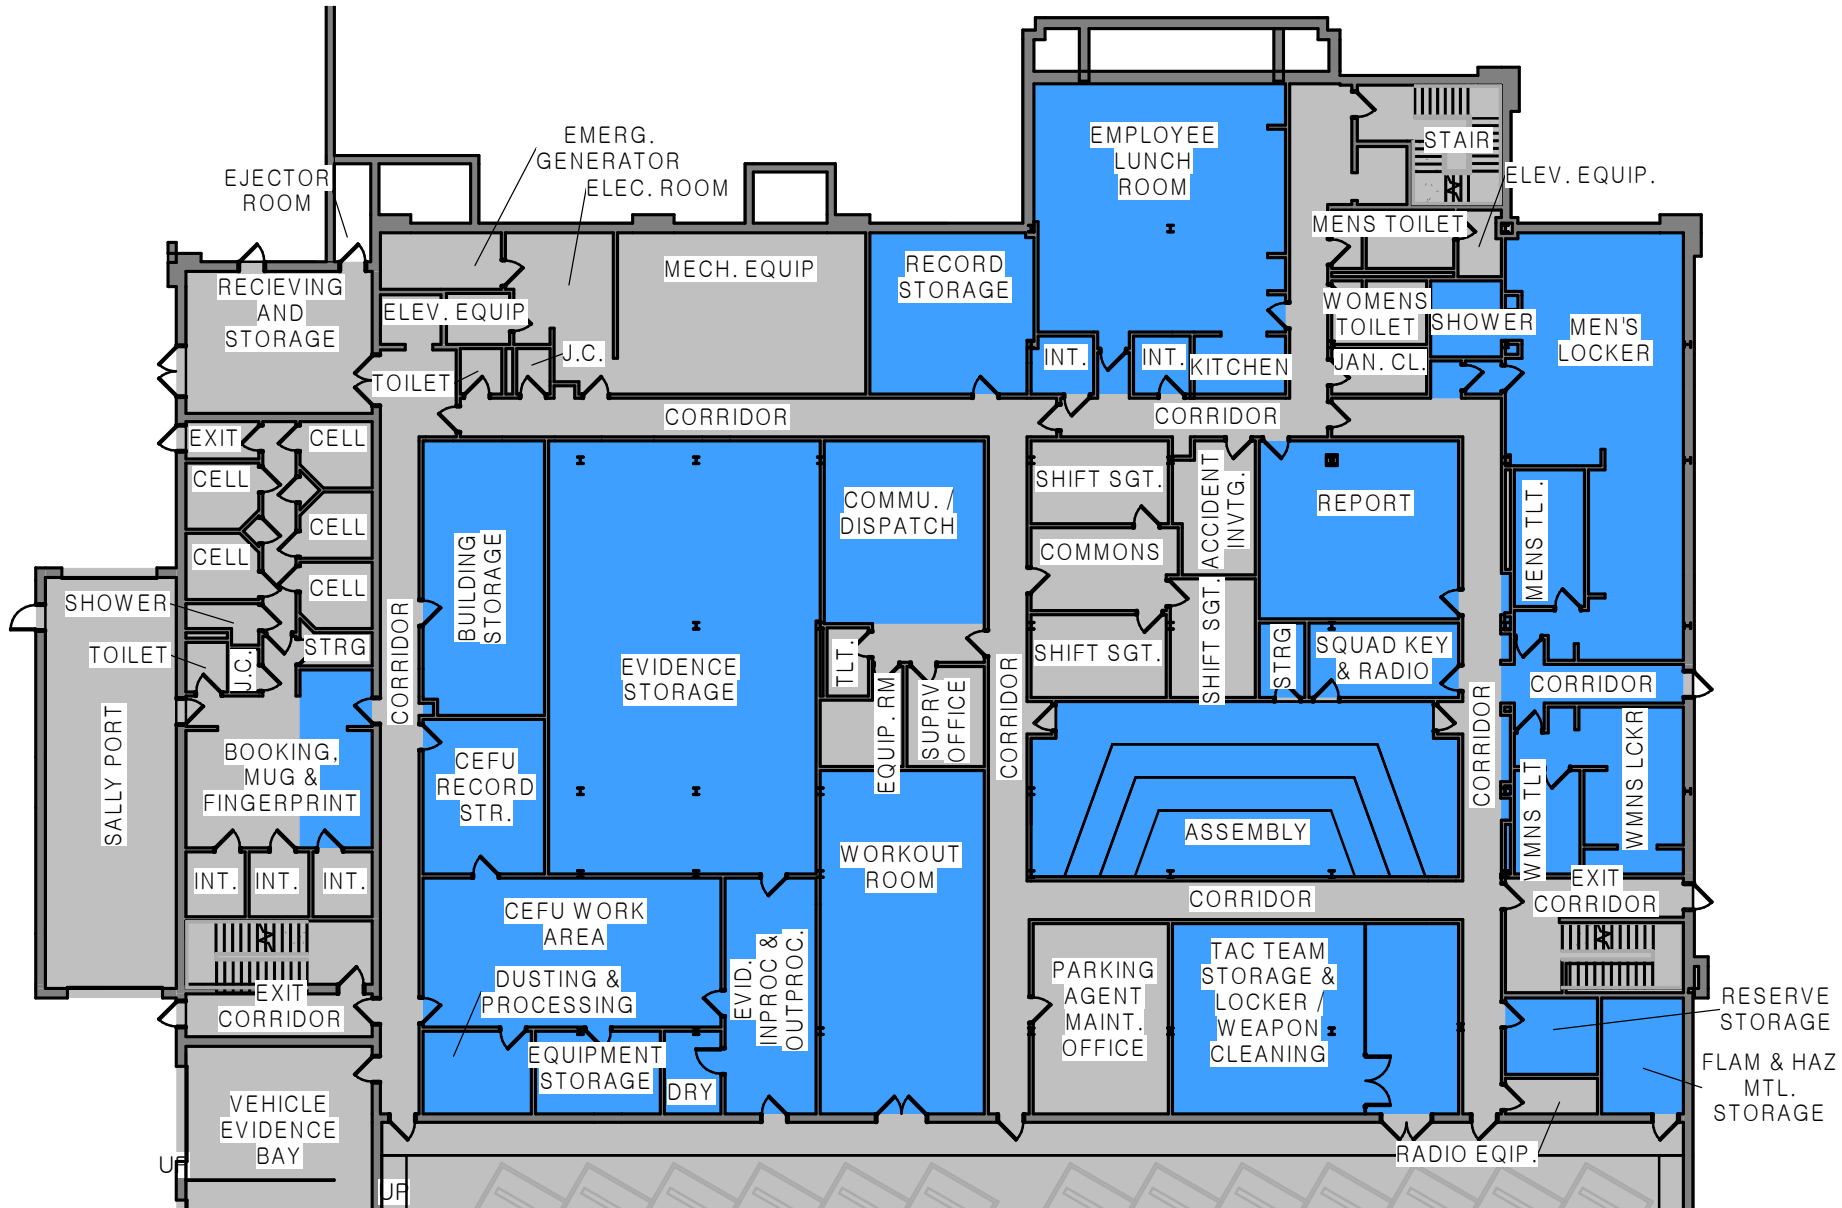 EMERG.
GENERATOR
ELEC. ROOM
EJECTOR
ROOM
EMPLOYEE
LUNCH
ROOM
STAIR
ELEV. EQUIP.
MENS TOILET
RECIEVING
AND
STORAGE
MECH. EQUIP
RECORD
STORAGE
ELEV. EQUIP
WOMENS
TOILET
SHOWER
MEN'S
LOCKER
J.C.
TOILET
INT.
INT.
KITCHEN
JAN. CL.
CORRIDOR
CORRIDOR
EXIT
CELL
CELL
CELL
CELL
CELL
SHOWER
TOILET
J.C.
STRG
CORRIDOR
BUILDING
STORAGE
COMMU. /
DISPATCH
SHIFT SGT.
ACCIDENT
INVTG.
REPORT
COMMONS
MENS TLT.
SHIFT SGT.
SHIFT SGT.
STRG
SQUAD KEY
& RADIO
EVIDENCE
STORAGE
TLT.
EQUIP. RM
SUPRV
OFFICE
CORRIDOR
CORRIDOR
CORRIDOR
SALLY PORT
BOOKING,
MUG &
FINGERPRINT
CEFU
RECORD
STR.
ASSEMBLY
WMNS TLT
WMNS LCKR
WORKOUT
ROOM
INT.
INT.
INT.
EXIT
CORRIDOR
CORRIDOR
CEFU WORK
AREA
EVID.
INPROC &
OUTPROC.
DUSTING &
PROCESSING
PARKING
AGENT
MAINT.
OFFICE
TAC TEAM
STORAGE &
LOCKER /
WEAPON
CLEANING
EXIT
CORRIDOR
RESERVE
STORAGE
EQUIPMENT
STORAGE
DRY
FLAM & HAZ
MTL.
STORAGE
VEHICLE
EVIDENCE
BAY
RADIO EQIP.
UP
UP